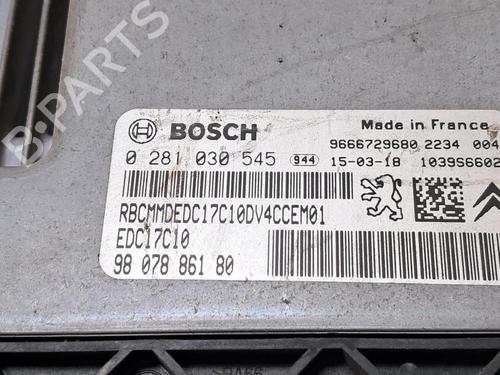 B-PARTS
BOSCH
Made in France
0 281 030 545 944
9666729680 2234 004
15-03-18 1039S6602
RBCMMDEDC17C10DV4CCEM01
EDC17C10
98 078 861 80
>PA66